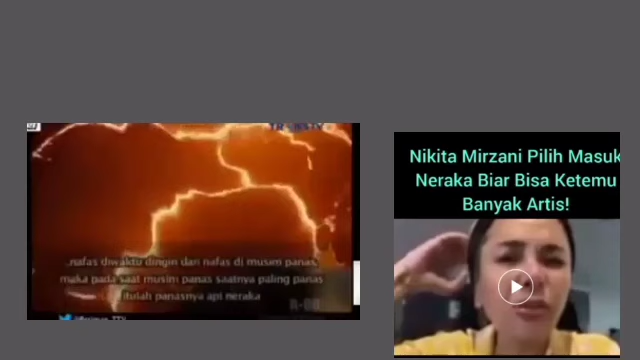 ..nafas diwaktu dingin dan nafas di musim panas,
maka pada saat musim panas saatnya paling panas
itulah panasnya api neraka
R-BO
Nikita Mirzani Pilih Masuk
Neraka Biar Bisa Ketemu
Banyak Artis!